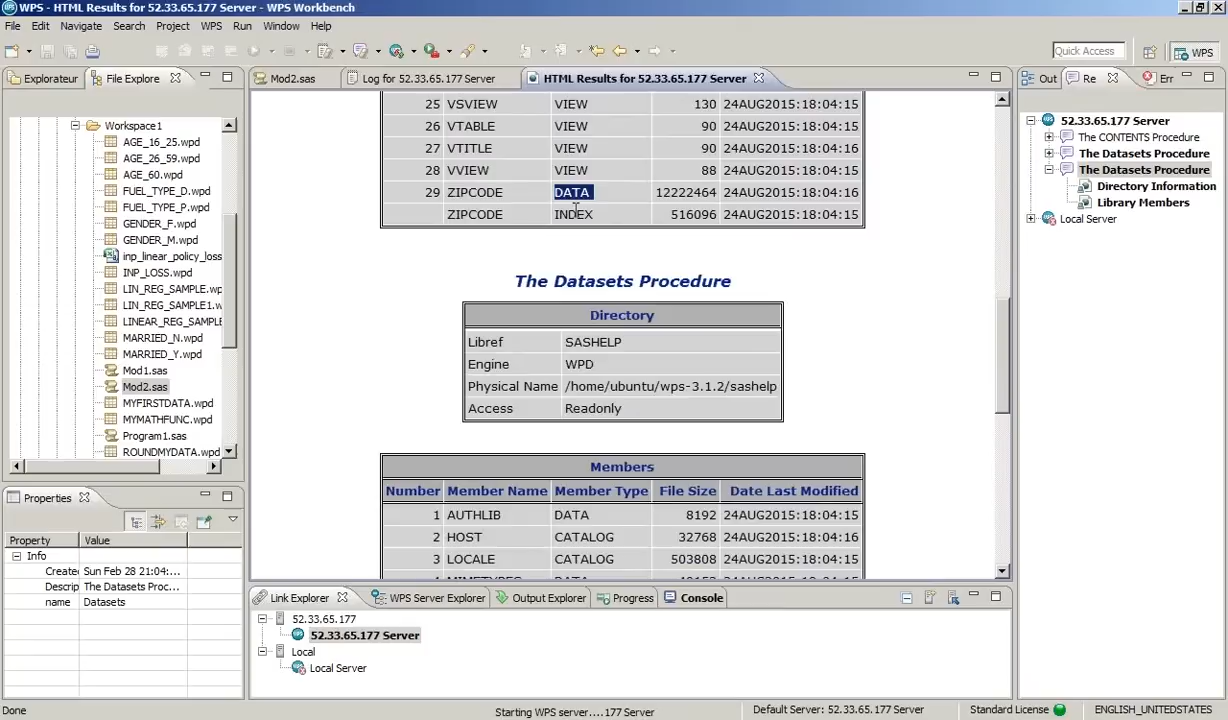 WPS - HTML Results for 52.33.65.177 Server - WPS Workbench
File Edit Navigate Search Project WPS Run Window Help
Quick Access
WPS
Explorateur
File Explore
Workspace1
AGE_16_25.wpd
AGE_26_59.wpd
AGE_60.wpd
FUEL_TYPE_D.wpd
FUEL_TYPE_P.wpd
GENDER_F.wpd
GENDER_M.wpd
inp_linear_policy_loss
INP_LOSS.wpd
LIN_REG_SAMPLE.wp
LIN_REG_SAMPLE1.w
LINEAR_REG_SAMPLE
MARRIED_N.wpd
MARRIED_Y.wpd
Mod1.sas
Mod2.sas
MYFIRSTDATA.wpd
MYMATHFUNC.wpd
Program1.sas
ROUNDMYDATA.wpd
Properties
Property Value
Info
Create Sun Feb 28 21:04:...
Descrip The Datasets Proc...
name Datasets
Mod2.sas
Log for 52.33.65.177 Server
HTML Results for 52.33.65.177 Server
25 VSVIEW VIEW 130 24AUG2015:18:04:15
26 VTABLE VIEW 90 24AUG2015:18:04:15
27 VTITLE VIEW 90 24AUG2015:18:04:16
28 VVIEW VIEW 88 24AUG2015:18:04:15
29 ZIPCODE DATA 12222464 24AUG2015:18:04:16
ZIPCODE INDEX 516096 24AUG2015:18:04:15
The Datasets Procedure
Directory
Libref SASHELP
Engine WPD
Physical Name /home/ubuntu/wps-3.1.2/sashelp
Access Readonly
Members
Number Member Name Member Type File Size Date Last Modified
1 AUTHLIB DATA 8192 24AUG2015:18:04:15
2 HOST CATALOG 32768 24AUG2015:18:04:16
3 LOCALE CATALOG 503808 24AUG2015:18:04:15
Link Explorer
WPS Server Explorer
Output Explorer
Progress
Console
52.33.65.177
52.33.65.177 Server
Local
Local Server
Out
Re
Err
52.33.65.177 Server
The CONTENTS Procedure
The Datasets Procedure
The Datasets Procedure
Directory Information
Library Members
Local Server
Done
Starting WPS server....177 Server
Default Server: 52.33.65.177 Server
Standard License
ENGLISH_UNITEDSTATES